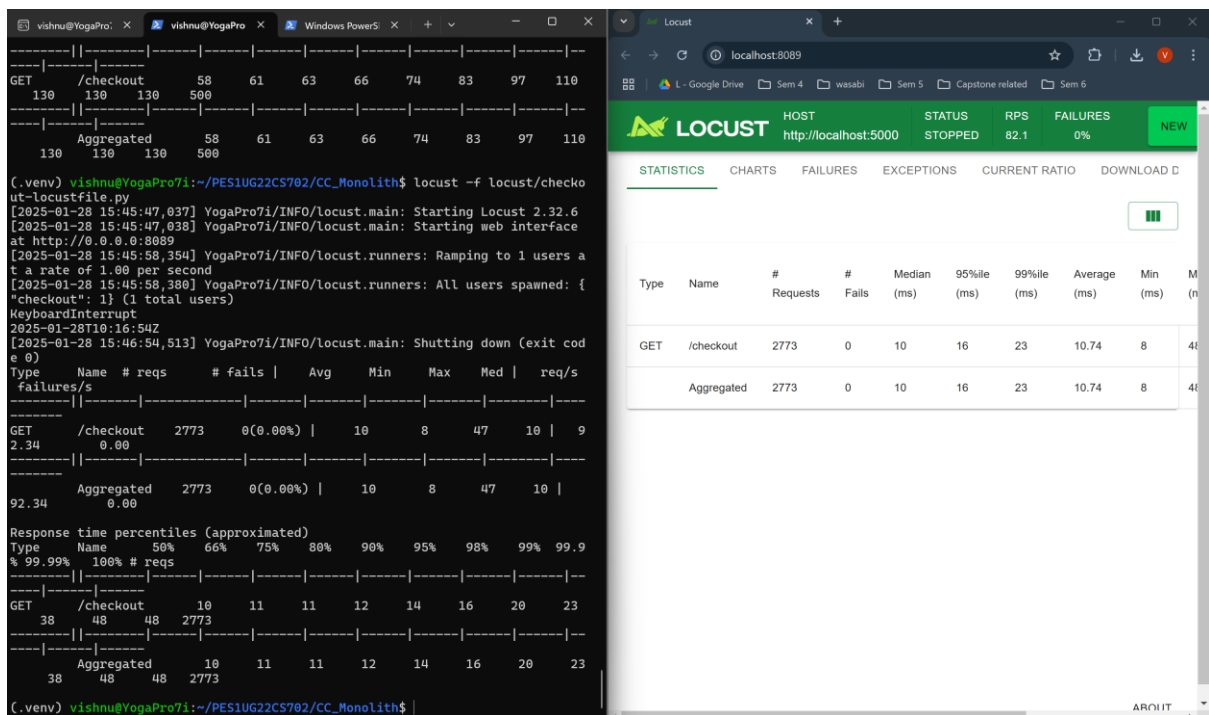 vishnu@YogaPro7
vishnu@YogaPro
Windows PowerS
--------||--------|------|------|------|------|------|------|--
----|------|------
GET /checkout 58 61 63 66 74 83 97 110
130 130 130 500
--------||--------|------|------|------|------|------|------|--
----|------|------
Aggregated 58 61 63 66 74 83 97 110
130 130 130 500
(.venv) vishnu@YogaPro7i:~/PES1UG22CS702/CC_Monolith$ locust -f locust/checko
ut-locustfile.py
[2025-01-28 15:45:47,037] YogaPro7i/INFO/locust.main: Starting Locust 2.32.6
[2025-01-28 15:45:47,038] YogaPro7i/INFO/locust.main: Starting web interface
at http://0.0.0.0:8089
[2025-01-28 15:45:58,354] YogaPro7i/INFO/locust.runners: Ramping to 1 users a
t a rate of 1.00 per second
[2025-01-28 15:45:58,380] YogaPro7i/INFO/locust.runners: All users spawned: {
"checkout": 1} (1 total users)
KeyboardInterrupt
2025-01-28T10:16:54Z
[2025-01-28 15:46:54,513] YogaPro7i/INFO/locust.main: Shutting down (exit cod
e 0)
Type Name # reqs # fails | Avg Min Max Med | req/s
failures/s
--------||-------|-------------|-------|-------|-------|-------|--------|----
-------
GET /checkout 2773 0(0.00%) | 10 8 47 10 | 9
2.34 0.00
--------||-------|-------------|-------|-------|-------|-------|--------|----
-------
Aggregated 2773 0(0.00%) | 10 8 47 10 |
92.34 0.00
Response time percentiles (approximated)
Type Name 50% 66% 75% 80% 90% 95% 98% 99% 99.9
% 99.99% 100% # reqs
--------||--------|------|------|------|------|------|------|--
----|------|------
GET /checkout 10 11 11 12 14 16 20 23
38 48 48 2773
--------||--------|------|------|------|------|------|------|--
----|------|------
Aggregated 10 11 11 12 14 16 20 23
38 48 48 2773
(.venv) vishnu@YogaPro7i:~/PES1UG22CS702/CC_Monolith$
Locust
localhost:8089
V
L - Google Drive Sem 4 wasabi Sem 5 Capstone related Sem 6
LOCUST
HOST STATUS RPS FAILURES
http://localhost:5000 STOPPED 82.1 0%
NEW
STATISTICS CHARTS FAILURES EXCEPTIONS CURRENT RATIO DOWNLOAD D
Type Name # Requests # Fails Median (ms) 95%ile (ms) 99%ile (ms) Average (ms) Min (ms)
GET /checkout 2773 0 10 16 23 10.74 8 48
Aggregated 2773 0 10 16 23 10.74 8 48
ABOUT